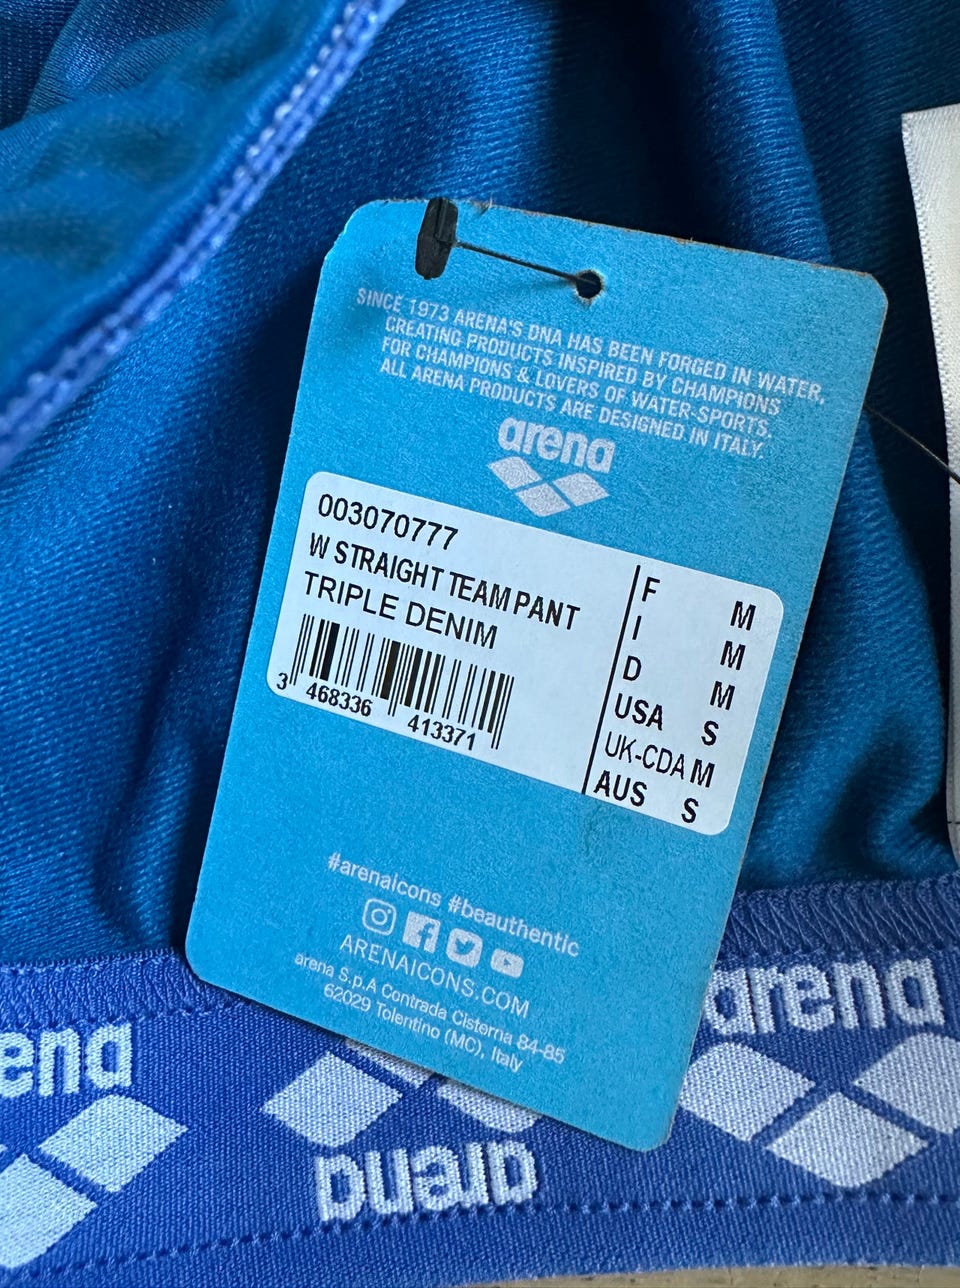 SINCE 1973 ARENA'S DNA HAS BEEN FORGED IN WATER.
CREATING PRODUCTS INSPIRED BY CHAMPIONS
FOR CHAMPIONS & LOVERS OF WATER-SPORTS.
ALL ARENA PRODUCTS ARE DESIGNED IN ITALY.
arena
003070777
W STRAIGHT TEAM PANT
TRIPLE DENIM
3 468336 413371
F M
I M
D M
USA S
UK-CDA M
AUS S
#arenaicons #beauthentic
ARENAICONS.COM
arena S.p.A Contrada Cisterna 84-85
62029 Tolentino (MC), Italy
arena
ena
arena